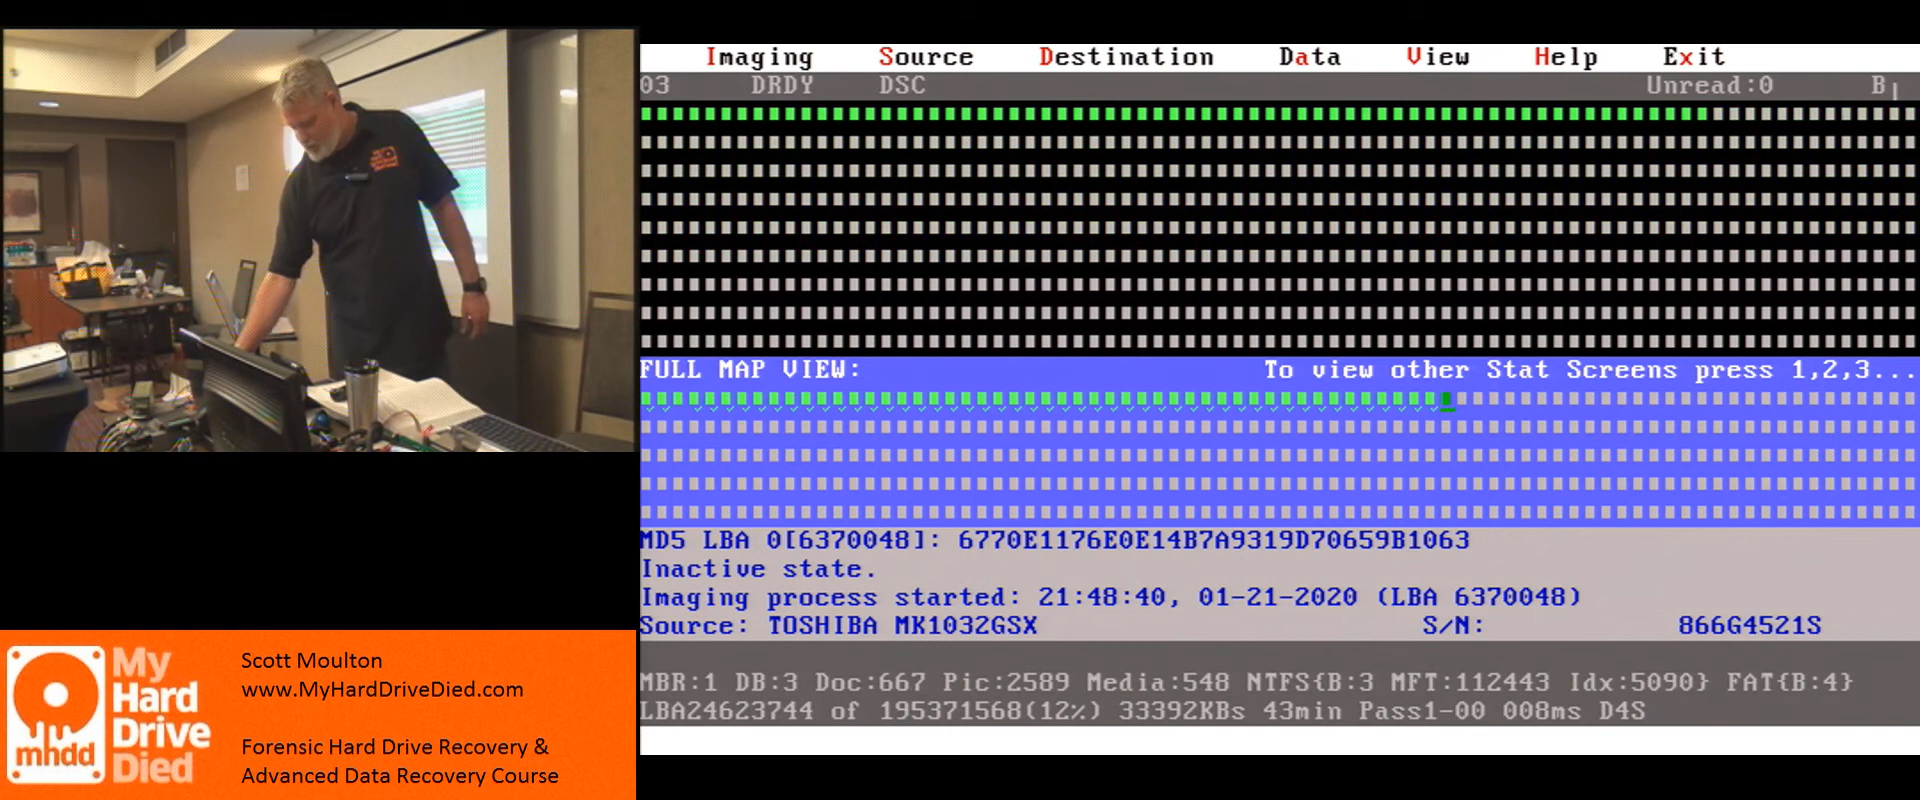 Imaging Source Destination Data View Help Exit
03 DRDY DSC Unread:0 B
FULL MAP VIEW: To view other Stat Screens press 1,2,3...
MD5 LBA 0[6370048]: 6770E1176E0E14B7A9319D70659B1063
Inactive state.
Imaging process started: 21:48:40, 01-21-2020 (LBA 6370048)
Source: TOSHIBA MK1032GSX S/N: 866G4521S
MBR:1 DB:3 Doc:667 Pic:2589 Media:548 NTFS{B:3 MFT:112443 Idx:5090} FAT{B:4}
LBA24623744 of 195371568(12%) 33392KBs 43min Pass1-00 008ms D4S
My
Hard
Drive
Died
mhdd
Scott Moulton
www.MyHardDriveDied.com
Forensic Hard Drive Recovery &
Advanced Data Recovery Course